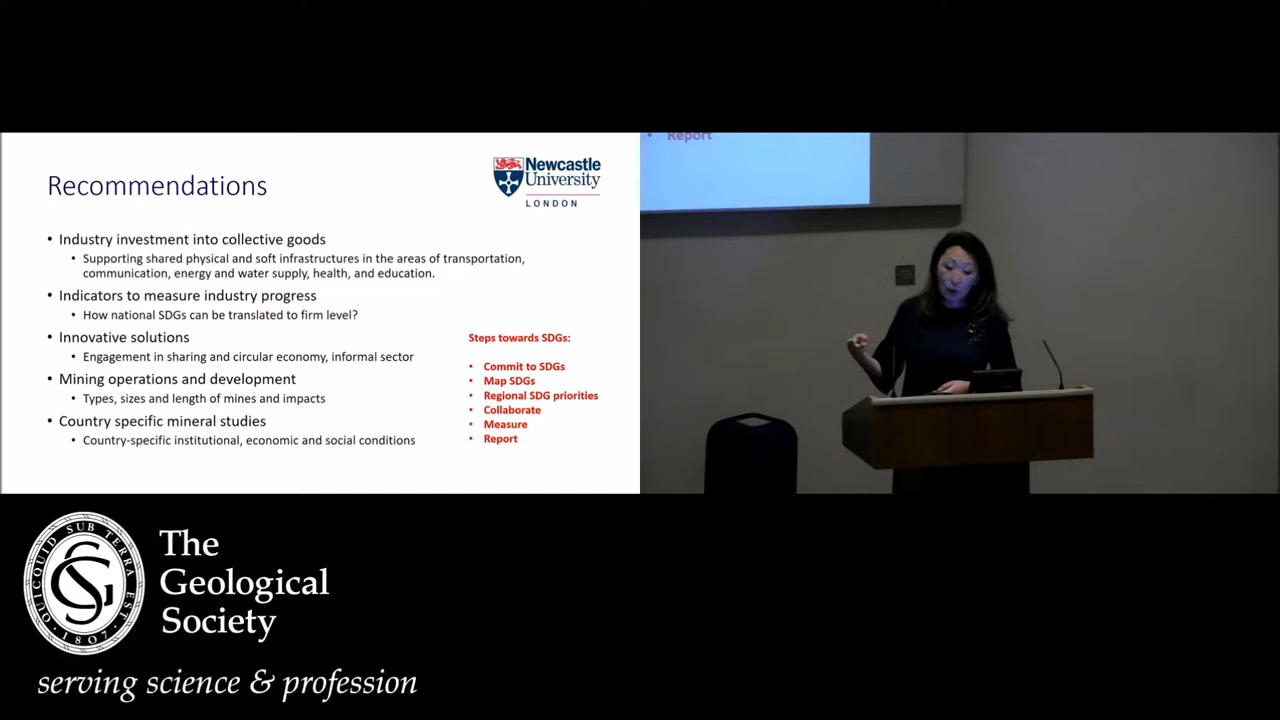 Recommendations
Newcastle
University
LONDON
• Industry investment into collective goods
• Supporting shared physical and soft infrastructures in the areas of transportation,
communication, energy and water supply, health, and education.
• Indicators to measure industry progress
• How national SDGs can be translated to firm level?
• Innovative solutions
• Engagement in sharing and circular economy, informal sector
• Mining operations and development
• Types, sizes and length of mines and impacts
• Country specific mineral studies
• Country-specific institutional, economic and social conditions
Steps towards SDGs:
• Commit to SDGs
• Map SDGs
• Regional SDG priorities
• Collaborate
• Measure
• Report
• Report
QUICQUID SUB TERRA EST
GS
1807
The
Geological
Society
serving science & profession